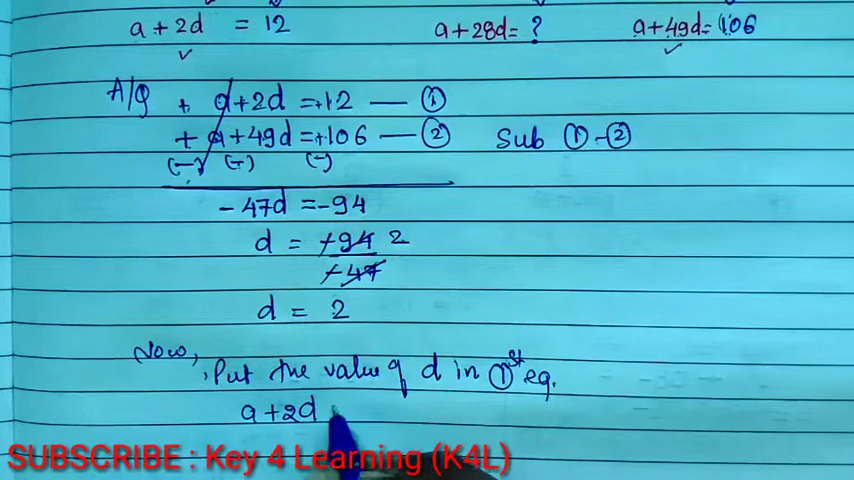 a + 2d = 12 a + 28d = ? a + 49d = 106
A/Q + a + 2d = +12 — ①
+ a + 49d = +106 — ② Sub ① - ②
(-) (-) (-)
- 47d = -94
d = -94 2
-47
d = 2
Now,
Put the value of d in ①st eq.
a + 2d
SUBSCRIBE : Key 4 Learning (K4L)